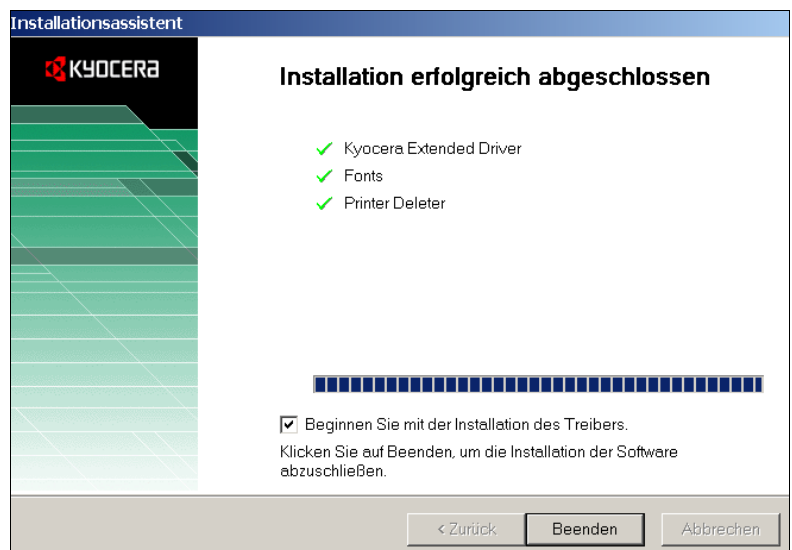 Installationsassistent
KYOCERA
Installation erfolgreich abgeschlossen
Kyocera Extended Driver
Fonts
Printer Deleter
Beginnen Sie mit der Installation des Treibers.
Klicken Sie auf Beenden, um die Installation der Software
abzuschließen.
< Zurück
Beenden
Abbrechen